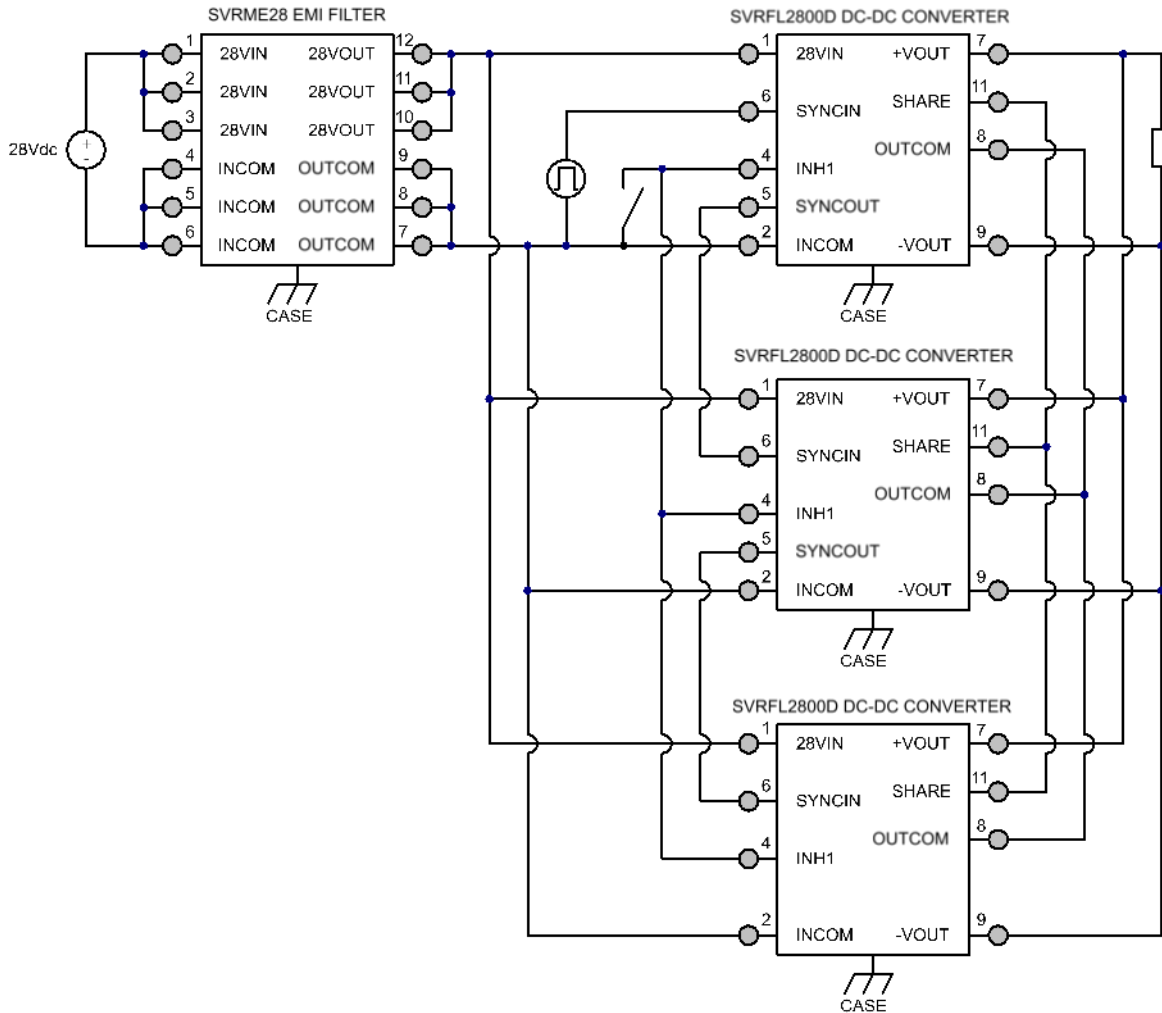 SVRME28 EMI FILTER
SVRFL2800D DC-DC CONVERTER
28Vdc
+
-
1 28VIN 28VOUT 12
2 28VIN 28VOUT 11
3 28VIN 28VOUT 10
4 INCOM OUTCOM 9
5 INCOM OUTCOM 8
6 INCOM OUTCOM 7
CASE
1 28VIN +VOUT 7
SHARE 11
6 SYNCIN
OUTCOM 8
4 INH1
5 SYNCOUT
2 INCOM -VOUT 9
CASE
SVRFL2800D DC-DC CONVERTER
1 28VIN +VOUT 7
SHARE 11
6 SYNCIN
OUTCOM 8
4 INH1
5 SYNCOUT
2 INCOM -VOUT 9
CASE
SVRFL2800D DC-DC CONVERTER
1 28VIN +VOUT 7
SHARE 11
6 SYNCIN
OUTCOM 8
4 INH1
2 INCOM -VOUT 9
CASE